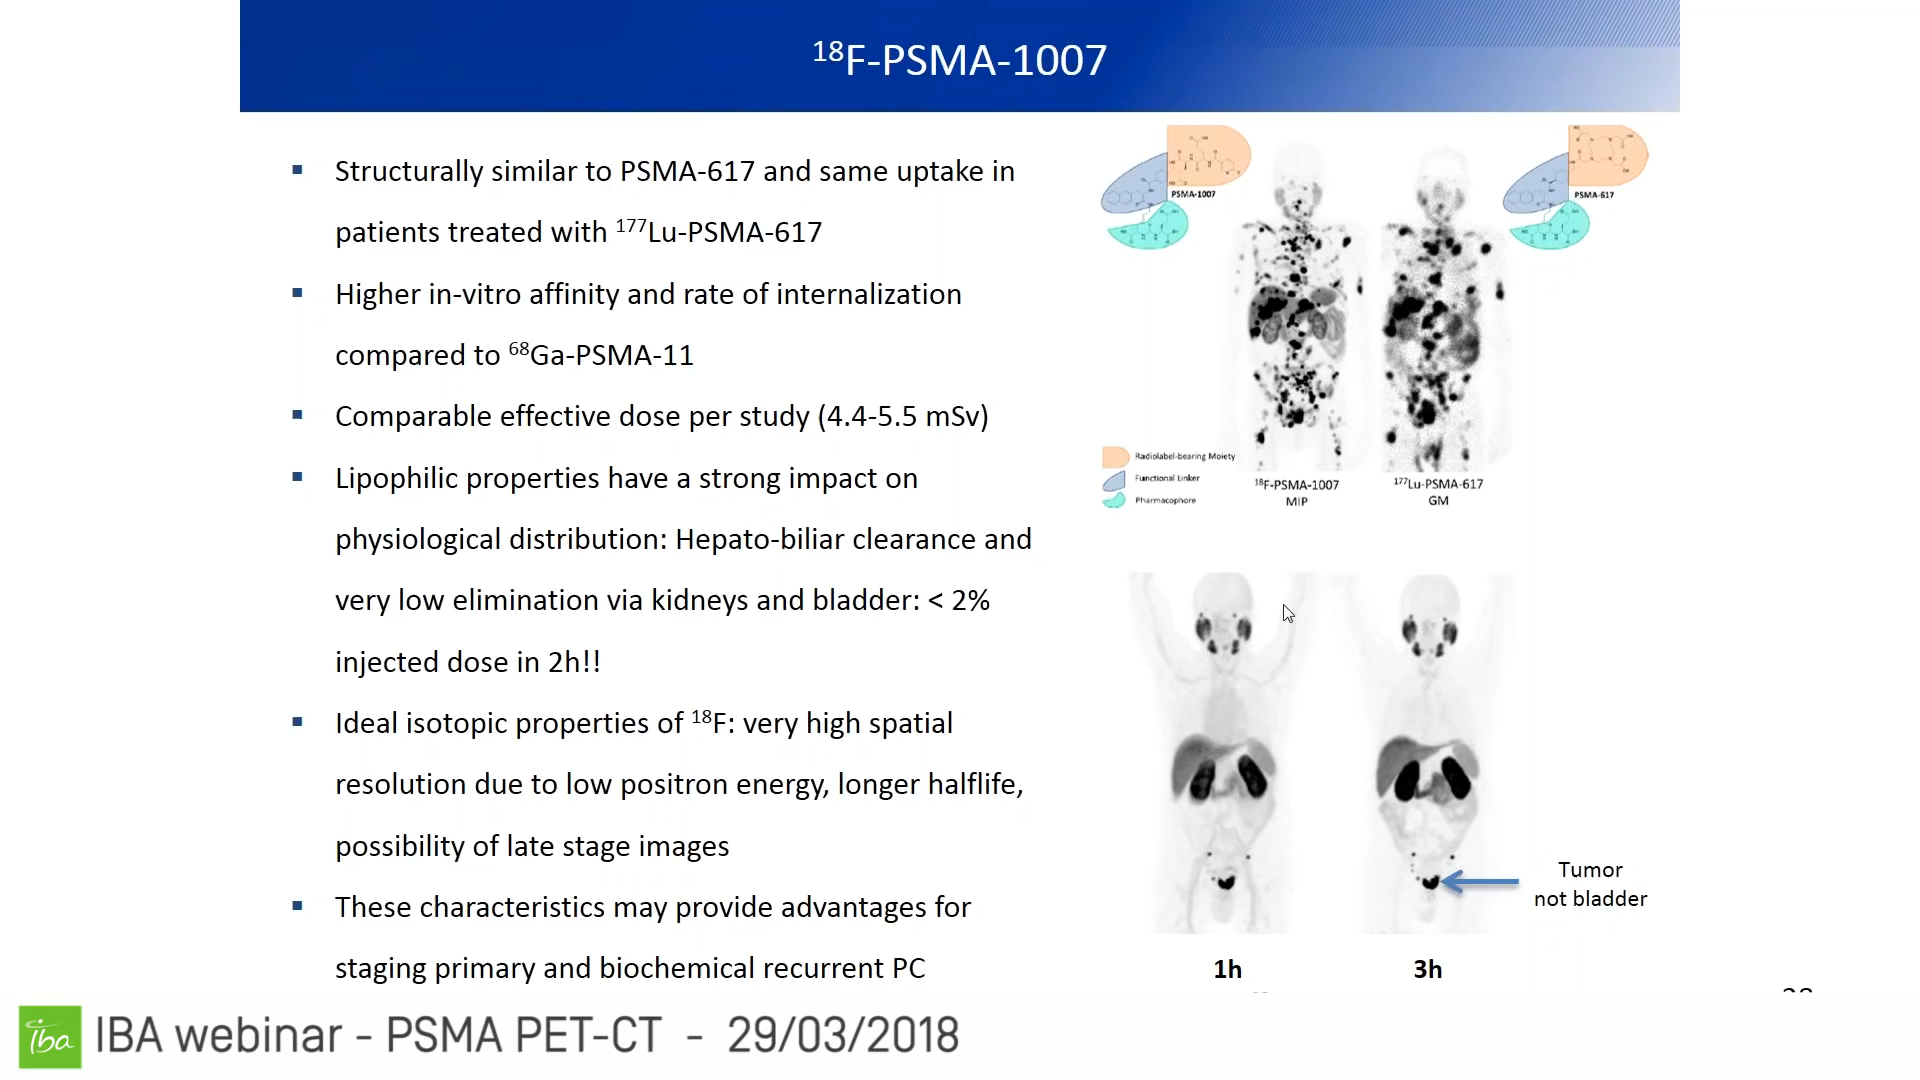 ¹⁸F-PSMA-1007
▪ Structurally similar to PSMA-617 and same uptake in
patients treated with ¹⁷⁷Lu-PSMA-617
▪ Higher in-vitro affinity and rate of internalization
compared to ⁶⁸Ga-PSMA-11
▪ Comparable effective dose per study (4.4-5.5 mSv)
▪ Lipophilic properties have a strong impact on
physiological distribution: Hepato-biliar clearance and
very low elimination via kidneys and bladder: < 2%
injected dose in 2h!!
▪ Ideal isotopic properties of ¹⁸F: very high spatial
resolution due to low positron energy, longer halflife,
possibility of late stage images
▪ These characteristics may provide advantages for
staging primary and biochemical recurrent PC
PSMA-1007
PSMA-617
Radiolabel-bearing Moiety
Functional Linker
Pharmacophore
¹⁸F-PSMA-1007
MIP
¹⁷⁷Lu-PSMA-617
GM
Tumor
not bladder
1h
3h
iba
IBA webinar - PSMA PET-CT - 29/03/2018